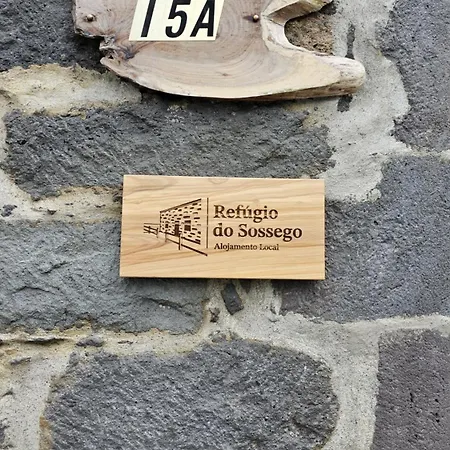 15A
Refúgio
do Sossego
Alojamento Local